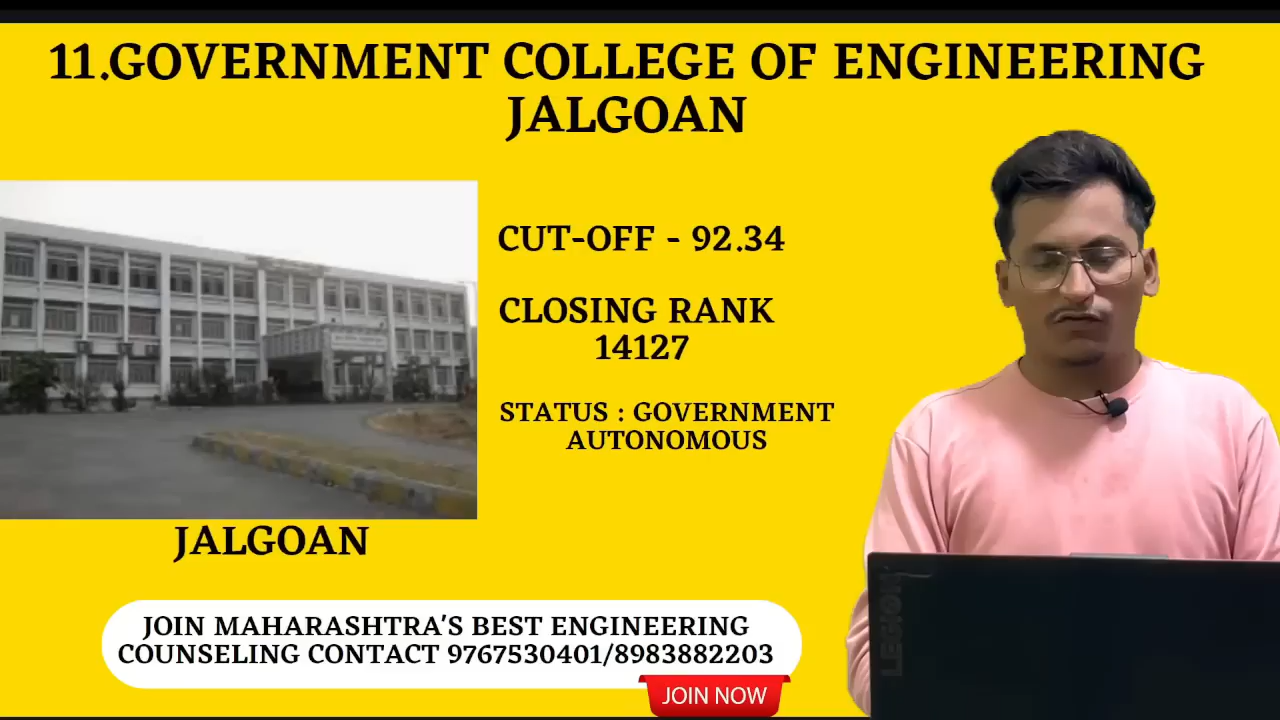 11.GOVERNMENT COLLEGE OF ENGINEERING
JALGOAN
CUT-OFF - 92.34
CLOSING RANK
14127
STATUS : GOVERNMENT
AUTONOMOUS
JALGOAN
JOIN MAHARASHTRA'S BEST ENGINEERING
COUNSELING CONTACT 9767530401/8983882203
JOIN NOW
LEGION